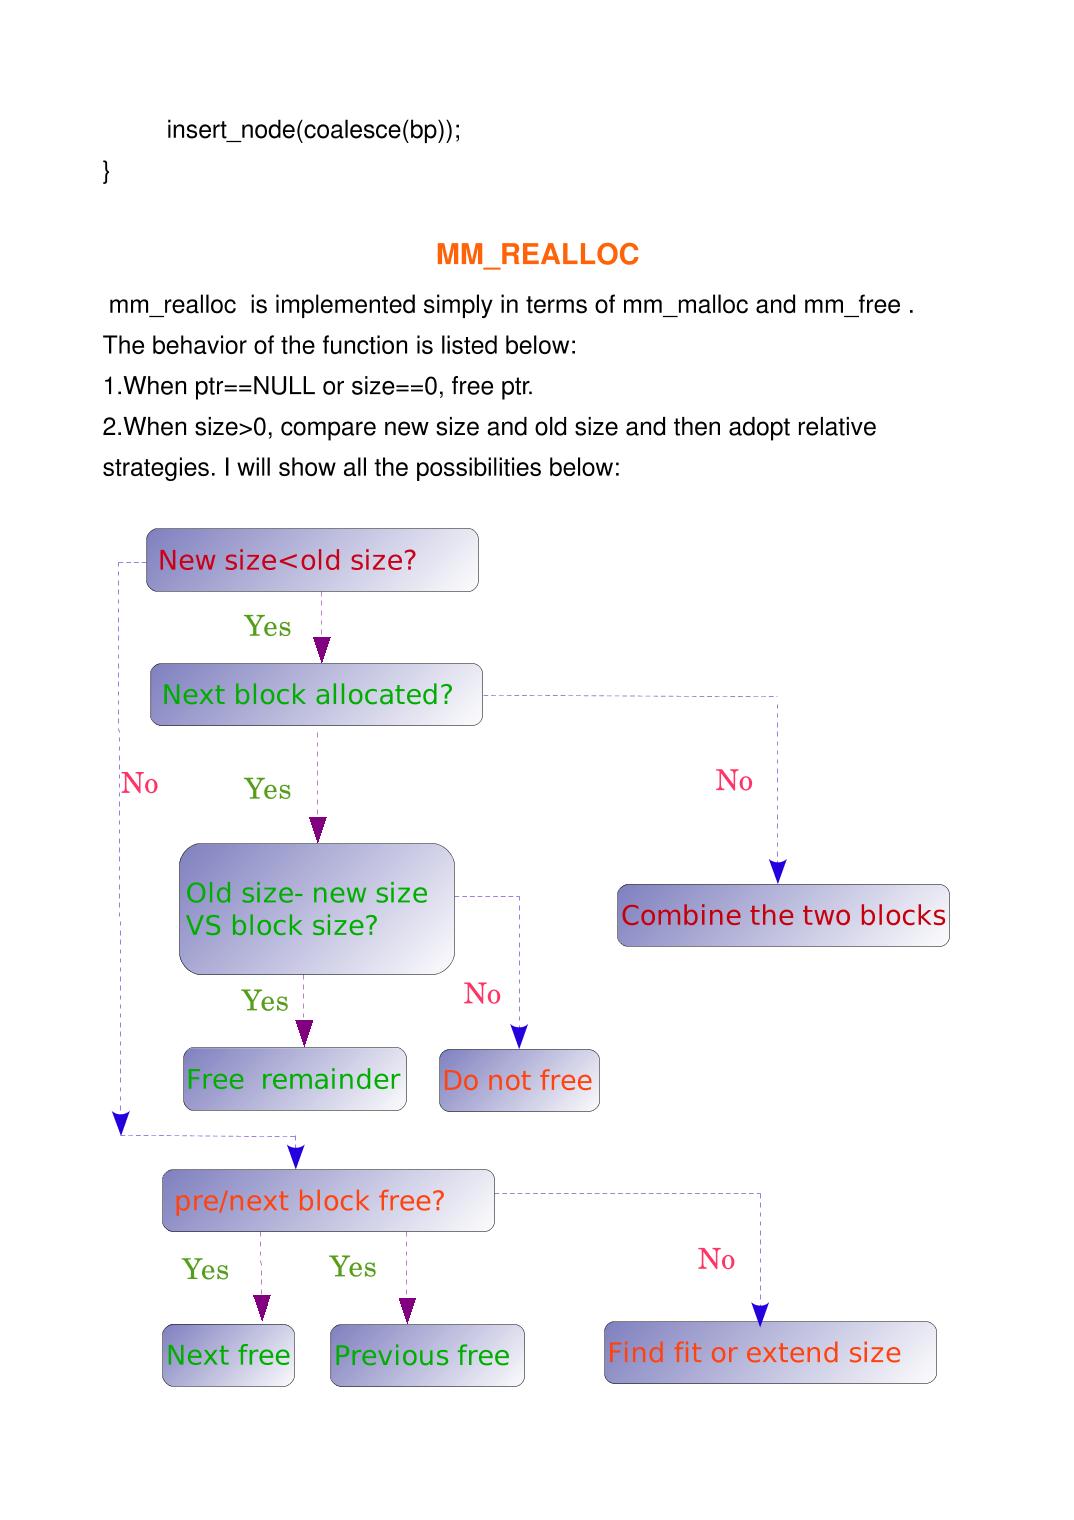 insert_node(coalesce(bp));
}
MM_REALLOC
mm_realloc  is implemented simply in terms of mm_malloc and mm_free .
The behavior of the function is listed below:
1.When ptr==NULL or size==0, free ptr.
2.When size>0, compare new size and old size and then adopt relative
strategies. I will show all the possibilities below:
New size<old size?
Yes
Next block allocated?
No
Yes
No
Old size- new size
VS block size?
Combine the two blocks
Yes
No
Free  remainder
Do not free
pre/next block free?
Yes
Yes
No
Next free
Previous free
Find fit or extend size